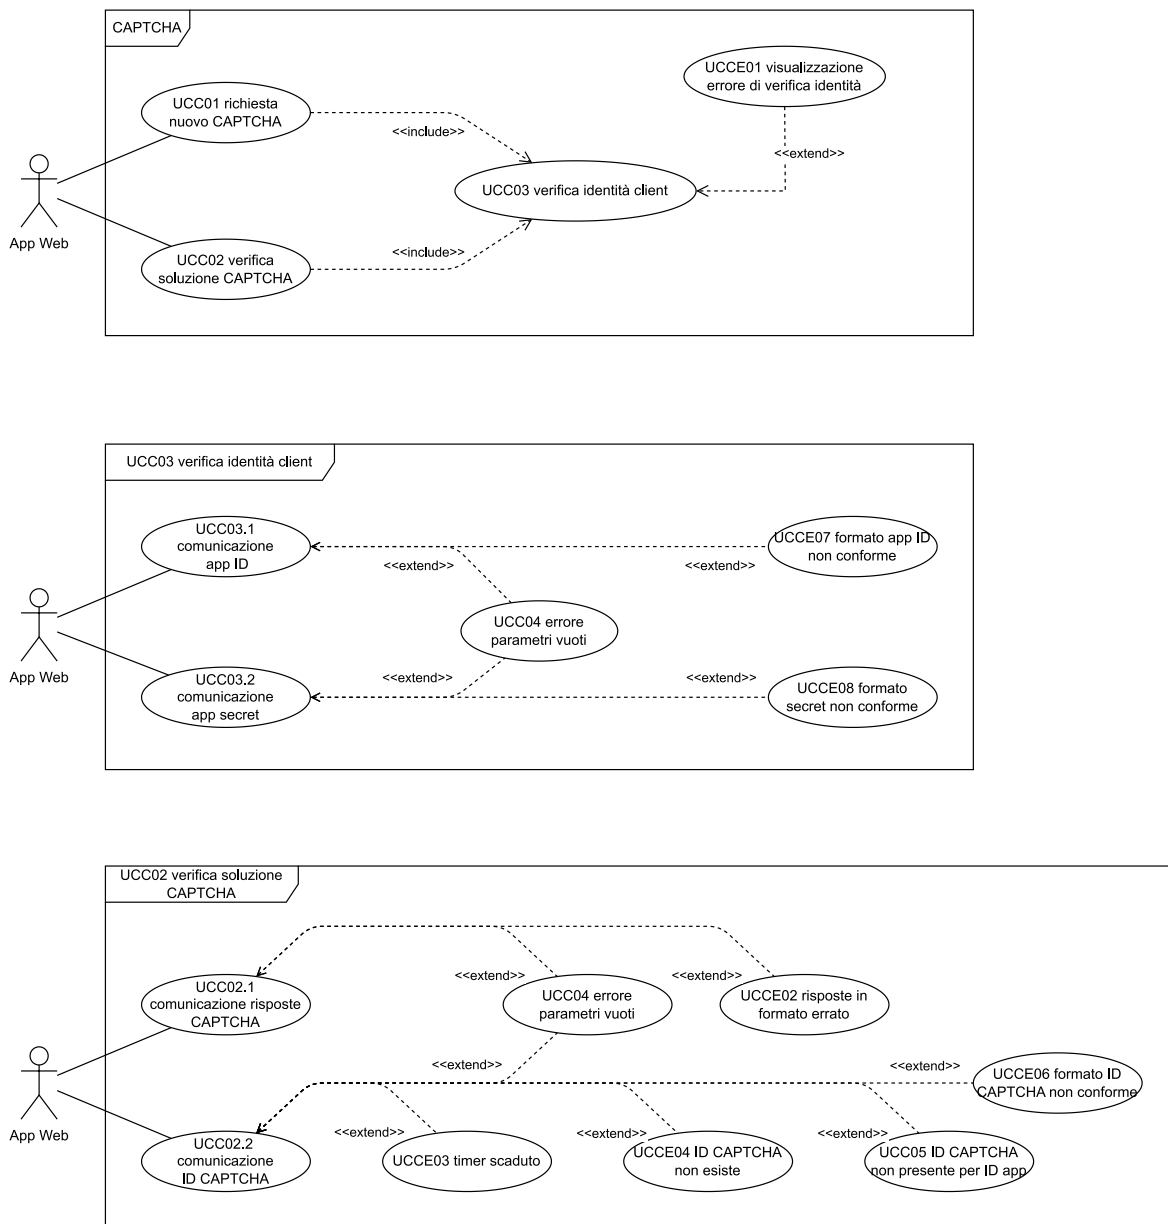 CAPTCHA
UCCE01 visualizzazione
errore di verifica identità
UCC01 richiesta
nuovo CAPTCHA
<<include>>
<<extend>>
UCC03 verifica identità client
App Web
UCC02 verifica
soluzione CAPTCHA
<<include>>
UCC03 verifica identità client
UCC03.1
comunicazione
app ID
UCCE07 formato app ID
non conforme
<<extend>>
<<extend>>
UCC04 errore
parametri vuoti
App Web
UCC03.2
comunicazione
app secret
<<extend>>
<<extend>>
UCCE08 formato
secret non conforme
UCC02 verifica soluzione
CAPTCHA
UCC02.1
comunicazione risposte
CAPTCHA
<<extend>>
UCC04 errore
parametri vuoti
<<extend>>
UCCE02 risposte in
formato errato
<<extend>>
<<extend>>
UCCE06 formato ID
CAPTCHA non conforme
App Web
UCC02.2
comunicazione
ID CAPTCHA
<<extend>>
UCCE03 timer scaduto
<<extend>>
UCCE04 ID CAPTCHA
non esiste
<<extend>>
UCC05 ID CAPTCHA
non presente per ID app